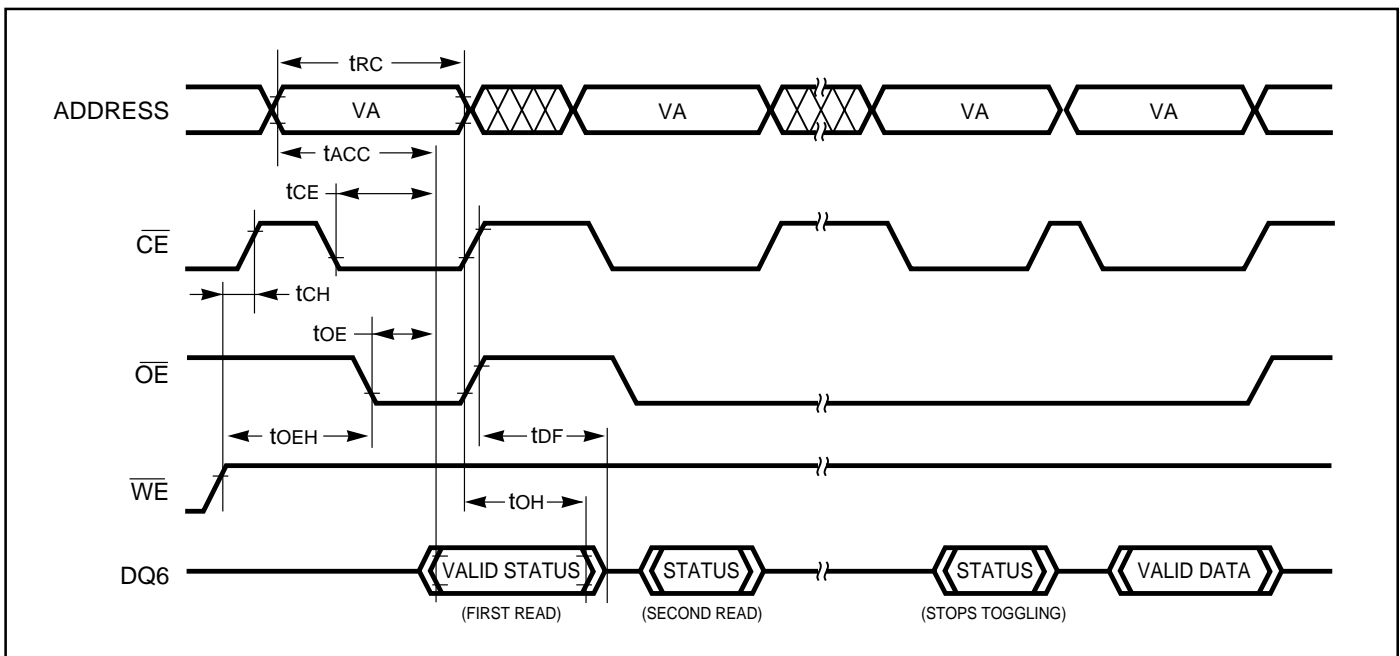 tRC
ADDRESS VA VA VA VA
tACC
tCE
CE
tCH
tOE
OE
tOEH tDF
WE
tOH
DQ6 VALID STATUS STATUS STATUS VALID DATA
(FIRST READ) (SECOND READ) (STOPS TOGGLING)